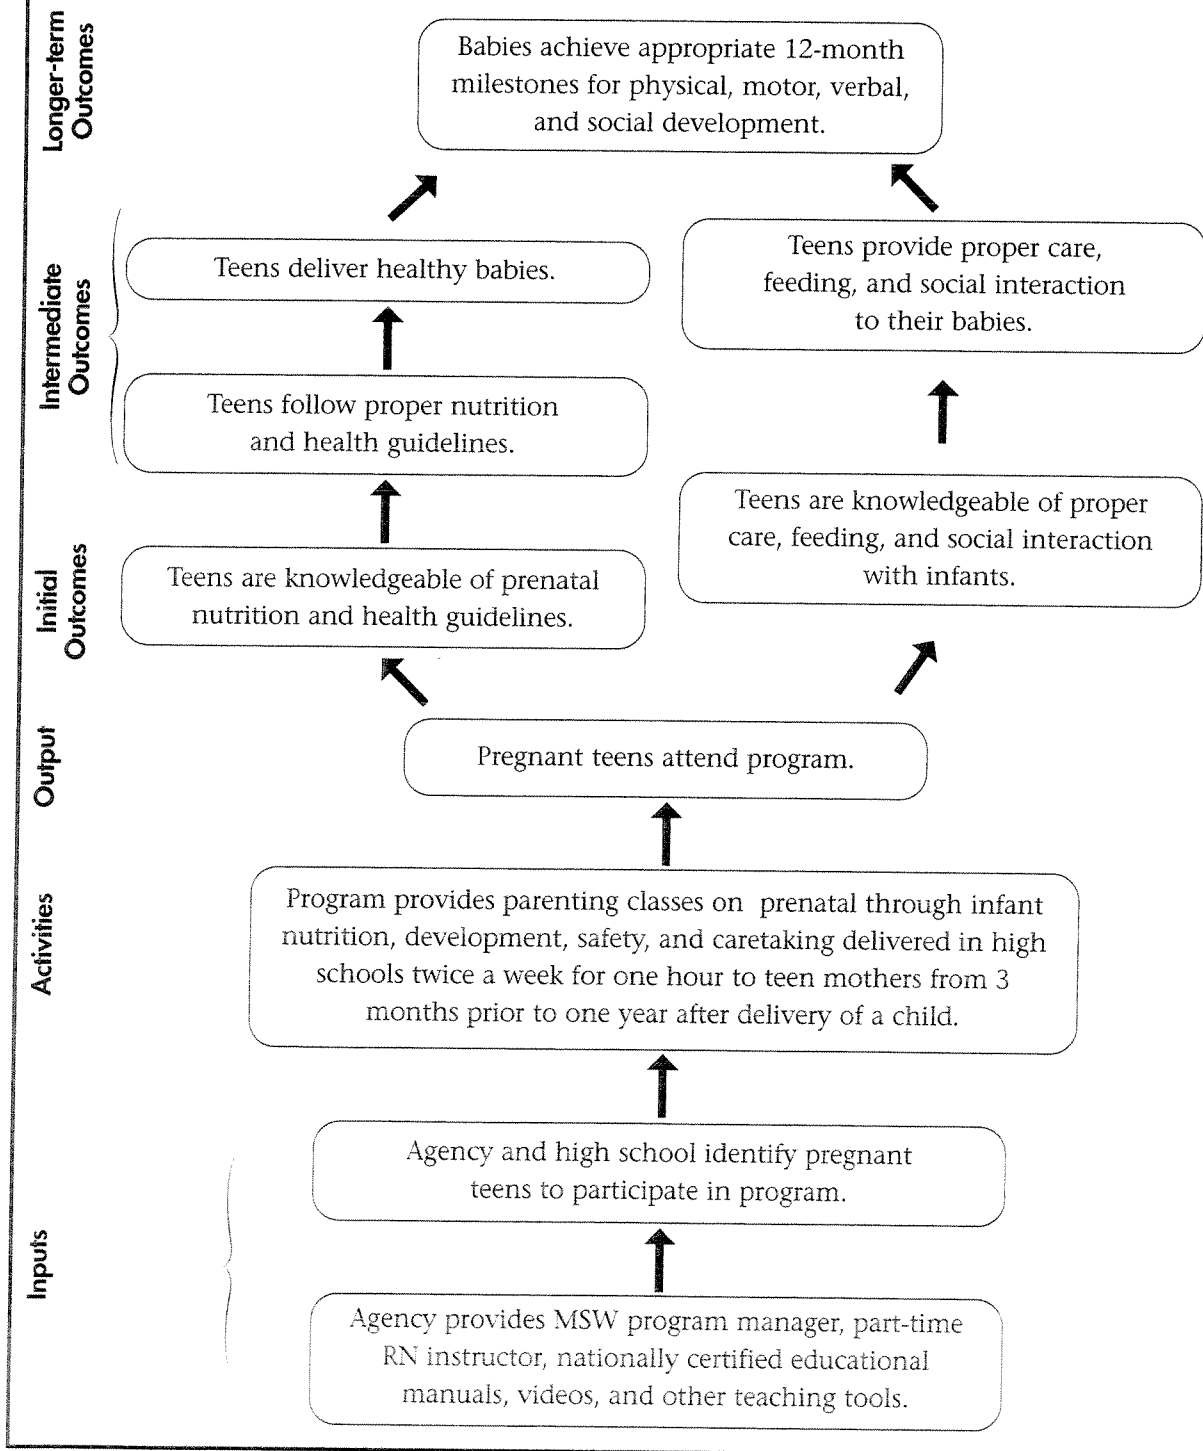 Longer-term
Outcomes
Babies achieve appropriate 12-month
milestones for physical, motor, verbal,
and social development.
Intermediate
Outcomes
Teens deliver healthy babies.
Teens provide proper care,
feeding, and social interaction
to their babies.
Teens follow proper nutrition
and health guidelines.
Initial
Outcomes
Teens are knowledgeable of prenatal
nutrition and health guidelines.
Teens are knowledgeable of proper
care, feeding, and social interaction
with infants.
Output
Pregnant teens attend program.
Activities
Program provides parenting classes on prenatal through infant
nutrition, development, safety, and caretaking delivered in high
schools twice a week for one hour to teen mothers from 3
months prior to one year after delivery of a child.
Inputs
Agency and high school identify pregnant
teens to participate in program.
Agency provides MSW program manager, part-time
RN instructor, nationally certified educational
manuals, videos, and other teaching tools.